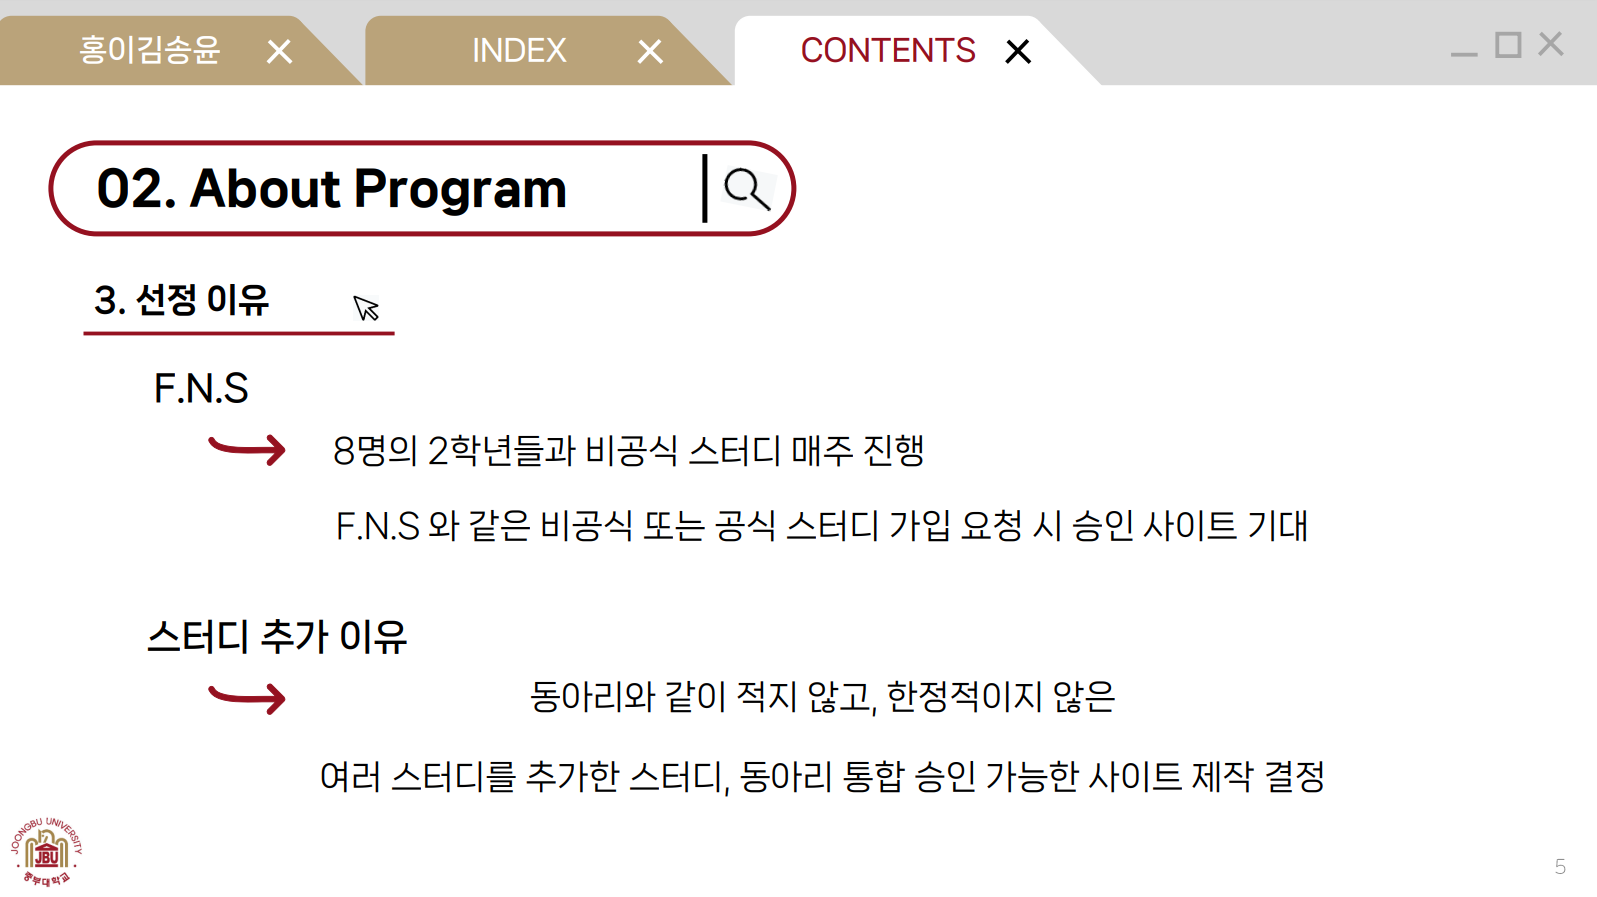 홍이김송윤
INDEX
CONTENTS
02. About Program
3. 선정 이유
F.N.S
8명의 2학년들과 비공식 스터디 매주 진행
F.N.S 와 같은 비공식 또는 공식 스터디 가입 요청 시 승인 사이트 기대
스터디 추가 이유
동아리와 같이 적지 않고, 한정적이지 않은
여러 스터디를 추가한 스터디, 동아리 통합 승인 가능한 사이트 제작 결정
JOONGBU UNIVERSITY
JBU
중부대학교
5